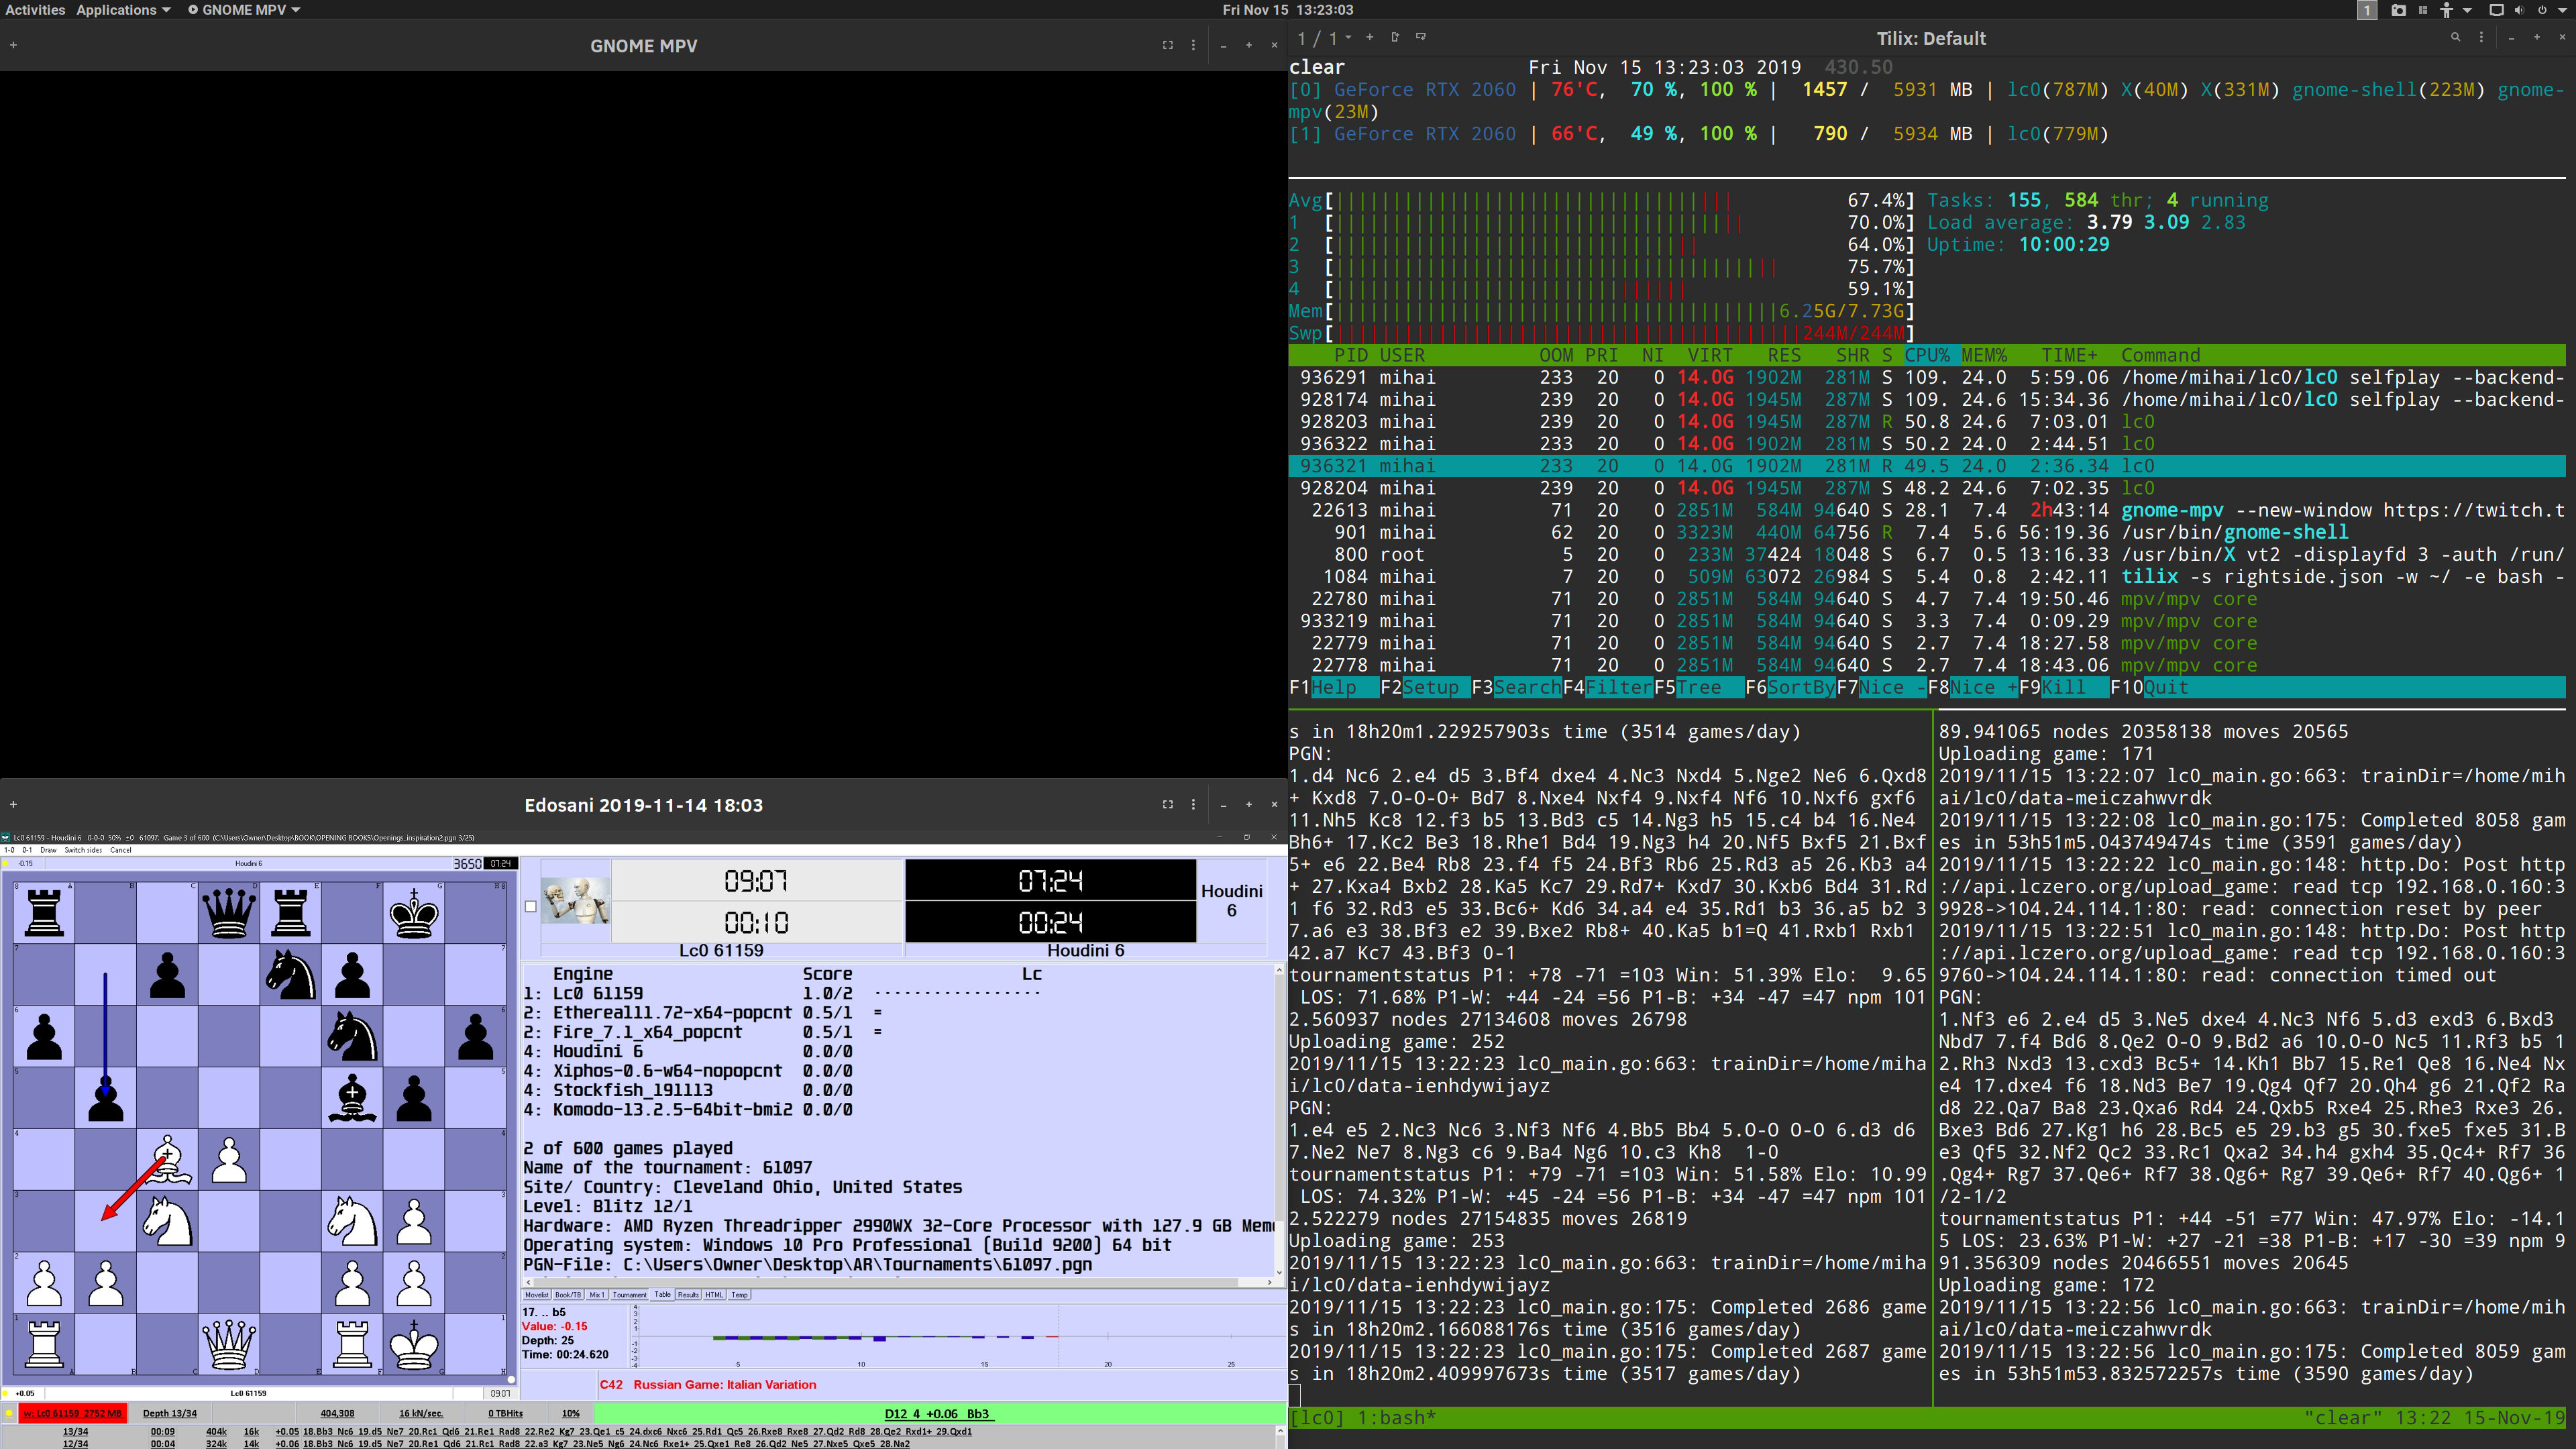 Activities Applications GNOME MPV Fri Nov 15 13:23:03 1
GNOME MPV
Edosani 2019-11-14 18:03
Lc0 61159 - Houdini 6 0-0-0 50% ±0 61097: Game 3 of 600 (C:\Users\Owner\Desktop\BOOK\OPENING BOOKS\Openings_inspiration2.pgn 3/25)
1-0 0-1 Draw Switch sides Cancel
-0.15 Houdini 6 3650 07:24
09:07 07:24
00:10 00:24
Houdini
6
Lc0 61159 Houdini 6
Engine Score Lc
1: Lc0 61159 1.0/2 ------------------
2: Ethereal11.72-x64-popcnt 0.5/1 =
2: Fire_7.1_x64_popcnt 0.5/1 =
4: Houdini 6 0.0/0
4: Xiphos-0.6-w64-nopopcnt 0.0/0
4: Stockfish_191113 0.0/0
4: Komodo-13.2.5-64bit-bmi2 0.0/0
2 of 600 games played
Name of the tournament: 61097
Site/ Country: Cleveland Ohio, United States
Level: Blitz 12/1
Hardware: AMD Ryzen Threadripper 2990WX 32-Core Processor with 127.9 GB Mem
Operating system: Windows 10 Pro Professional (Build 9200) 64 bit
PGN-File: C:\Users\Owner\Desktop\AR\Tournaments\61097.pgn
Movelist Book/TB Mix 1 Tournament Table Results HTML Temp
17. .. b5
Value: -0.15
Depth: 25
Time: 00:24.620
5 10 15 20 25
C42 Russian Game: Italian Variation
+0.05 Lc0 61159 09:07
w: Lc0 61159, 2752 MB Depth 13/34 404,308 16 kN/sec. 0 TBHits 10% D12 4 +0.06 Bb3
13/34 00:09 404k 16k +0.05 18.Bb3 Nc6 19.d5 Ne7 20.Rc1 Qd6 21.Re1 Rad8 22.Re2 Kg7 23.Qe1 c5 24.dxc6 Nxc6 25.Rd1 Qc5 26.Rxe8 Rxe8 27.Qd2 Rd8 28.Qe2 Rxd1+ 29.Qxd1
12/34 00:04 324k 14k +0.06 18.Bb3 Nc6 19.d5 Ne7 20.Re1 Qd6 21.Rc1 Rad8 22.a3 Kg7 23.Ne5 Ng6 24.Nc6 Rxe1+ 25.Qxe1 Re8 26.Qd2 Ne5 27.Nxe5 Qxe5 28.Na2
1 / 1 Tilix: Default
clear Fri Nov 15 13:23:03 2019 430.50
[0] GeForce RTX 2060 | 76'C, 70 %, 100 % | 1457 / 5931 MB | lc0(787M) X(40M) X(331M) gnome-shell(223M) gnome-
mpv(23M)
[1] GeForce RTX 2060 | 66'C, 49 %, 100 % | 790 / 5934 MB | lc0(779M)
Avg[ 67.4%] Tasks: 155, 584 thr; 4 running
1 [ 70.0%] Load average: 3.79 3.09 2.83
2 [ 64.0%] Uptime: 10:00:29
3 [ 75.7%]
4 [ 59.1%]
Mem[ 6.25G/7.73G]
Swp[ 244M/244M]
PID USER OOM PRI NI VIRT RES SHR S CPU% MEM% TIME+ Command
936291 mihai 233 20 0 14.0G 1902M 281M S 109. 24.0 5:59.06 /home/mihai/lc0/lc0 selfplay --backend-
928174 mihai 239 20 0 14.0G 1945M 287M S 109. 24.6 15:34.36 /home/mihai/lc0/lc0 selfplay --backend-
928203 mihai 239 20 0 14.0G 1945M 287M R 50.8 24.6 7:03.01 lc0
936322 mihai 233 20 0 14.0G 1902M 281M S 50.2 24.0 2:44.51 lc0
936321 mihai 233 20 0 14.0G 1902M 281M R 49.5 24.0 2:36.34 lc0
928204 mihai 239 20 0 14.0G 1945M 287M S 48.2 24.6 7:02.35 lc0
22613 mihai 71 20 0 2851M 584M 94640 S 28.1 7.4 2h43:14 gnome-mpv --new-window https://twitch.t
901 mihai 62 20 0 3323M 440M 64756 R 7.4 5.6 56:19.36 /usr/bin/gnome-shell
800 root 5 20 0 233M 37424 18048 S 6.7 0.5 13:16.33 /usr/bin/X vt2 -displayfd 3 -auth /run/
1084 mihai 7 20 0 509M 63072 26984 S 5.4 0.8 2:42.11 tilix -s rightside.json -w ~/ -e bash -
22780 mihai 71 20 0 2851M 584M 94640 S 4.7 7.4 19:50.46 mpv/mpv core
933219 mihai 71 20 0 2851M 584M 94640 S 3.3 7.4 0:09.29 mpv/mpv core
22779 mihai 71 20 0 2851M 584M 94640 S 2.7 7.4 18:27.58 mpv/mpv core
22778 mihai 71 20 0 2851M 584M 94640 S 2.7 7.4 18:43.06 mpv/mpv core
F1Help F2Setup F3SearchF4FilterF5Tree F6SortByF7Nice -F8Nice +F9Kill F10Quit
s in 18h20m1.229257903s time (3514 games/day)
PGN:
1.d4 Nc6 2.e4 d5 3.Bf4 dxe4 4.Nc3 Nxd4 5.Nge2 Ne6 6.Qxd8
+ Kxd8 7.O-O-O+ Bd7 8.Nxe4 Nxf4 9.Nxf4 Nf6 10.Nxf6 gxf6
11.Nh5 Kc8 12.f3 b5 13.Bd3 c5 14.Ng3 h5 15.c4 b4 16.Ne4
Bh6+ 17.Kc2 Be3 18.Rhe1 Bd4 19.Ng3 h4 20.Nf5 Bxf5 21.Bxf
5+ e6 22.Be4 Rb8 23.f4 f5 24.Bf3 Rb6 25.Rd3 a5 26.Kb3 a4
+ 27.Kxa4 Bxb2 28.Ka5 Kc7 29.Rd7+ Kxd7 30.Kxb6 Bd4 31.Rd
1 f6 32.Rd3 e5 33.Bc6+ Kd6 34.a4 e4 35.Rd1 b3 36.a5 b2 3
7.a6 e3 38.Bf3 e2 39.Bxe2 Rb8+ 40.Ka5 b1=Q 41.Rxb1 Rxb1
42.a7 Kc7 43.Bf3 0-1
tournamentstatus P1: +78 -71 =103 Win: 51.39% Elo: 9.65
LOS: 71.68% P1-W: +44 -24 =56 P1-B: +34 -47 =47 npm 101
2.560937 nodes 27134608 moves 26798
Uploading game: 252
2019/11/15 13:22:23 lc0_main.go:663: trainDir=/home/miha
i/lc0/data-ienhdywijayz
PGN:
1.e4 e5 2.Nc3 Nc6 3.Nf3 Nf6 4.Bb5 Bb4 5.O-O O-O 6.d3 d6
7.Ne2 Ne7 8.Ng3 c6 9.Ba4 Ng6 10.c3 Kh8 1-0
tournamentstatus P1: +79 -71 =103 Win: 51.58% Elo: 10.99
LOS: 74.32% P1-W: +45 -24 =56 P1-B: +34 -47 =47 npm 101
2.522279 nodes 27154835 moves 26819
Uploading game: 253
2019/11/15 13:22:23 lc0_main.go:663: trainDir=/home/miha
i/lc0/data-ienhdywijayz
2019/11/15 13:22:23 lc0_main.go:175: Completed 2686 game
s in 18h20m2.166088176s time (3516 games/day)
2019/11/15 13:22:23 lc0_main.go:175: Completed 2687 game
s in 18h20m2.409997673s time (3517 games/day)
89.941065 nodes 20358138 moves 20565
Uploading game: 171
2019/11/15 13:22:07 lc0_main.go:663: trainDir=/home/mih
ai/lc0/data-meiczahwvrdk
2019/11/15 13:22:08 lc0_main.go:175: Completed 8058 gam
es in 53h51m5.043749474s time (3591 games/day)
2019/11/15 13:22:22 lc0_main.go:148: http.Do: Post http
://api.lczero.org/upload_game: read tcp 192.168.0.160:3
9928->104.24.114.1:80: read: connection reset by peer
2019/11/15 13:22:51 lc0_main.go:148: http.Do: Post http
://api.lczero.org/upload_game: read tcp 192.168.0.160:3
9760->104.24.114.1:80: read: connection timed out
PGN:
1.Nf3 e6 2.e4 d5 3.Ne5 dxe4 4.Nc3 Nf6 5.d3 exd3 6.Bxd3
Nbd7 7.f4 Bd6 8.Qe2 O-O 9.Bd2 a6 10.O-O Nc5 11.Rf3 b5 1
2.Rh3 Nxd3 13.cxd3 Bc5+ 14.Kh1 Bb7 15.Re1 Qe8 16.Ne4 Nx
e4 17.dxe4 f6 18.Nd3 Be7 19.Qg4 Qf7 20.Qh4 g6 21.Qf2 Ra
d8 22.Qa7 Ba8 23.Qxa6 Rd4 24.Qxb5 Rxe4 25.Rhe3 Rxe3 26.
Bxe3 Bd6 27.Kg1 h6 28.Bc5 e5 29.b3 g5 30.fxe5 fxe5 31.B
e3 Qf5 32.Nf2 Qc2 33.Rc1 Qxa2 34.h4 gxh4 35.Qc4+ Rf7 36
.Qg4+ Rg7 37.Qe6+ Rf7 38.Qg6+ Rg7 39.Qe6+ Rf7 40.Qg6+ 1
/2-1/2
tournamentstatus P1: +44 -51 =77 Win: 47.97% Elo: -14.1
5 LOS: 23.63% P1-W: +27 -21 =38 P1-B: +17 -30 =39 npm 9
91.356309 nodes 20466551 moves 20645
Uploading game: 172
2019/11/15 13:22:56 lc0_main.go:663: trainDir=/home/mih
ai/lc0/data-meiczahwvrdk
2019/11/15 13:22:56 lc0_main.go:175: Completed 8059 gam
es in 53h51m53.832572257s time (3590 games/day)
[lc0] 1:bash* "clear" 13:22 15-Nov-19